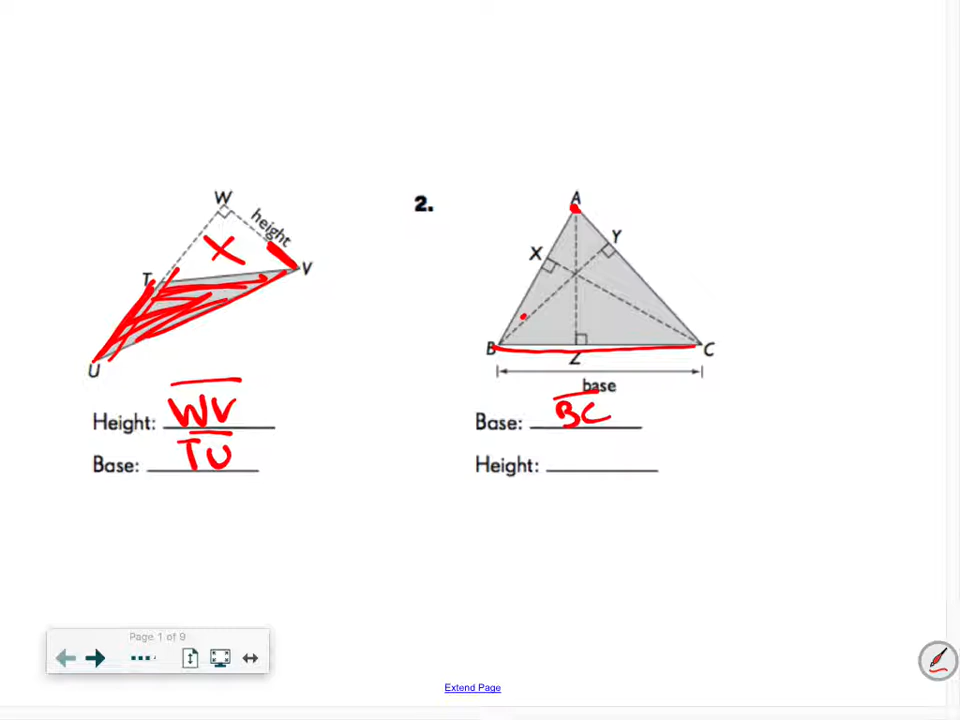 W
height
T
V
U
Height: WV
Base: TU
2.
A
X
Y
B
Z
C
base
Base: BC
Height:
Page 1 of 9
Extend Page